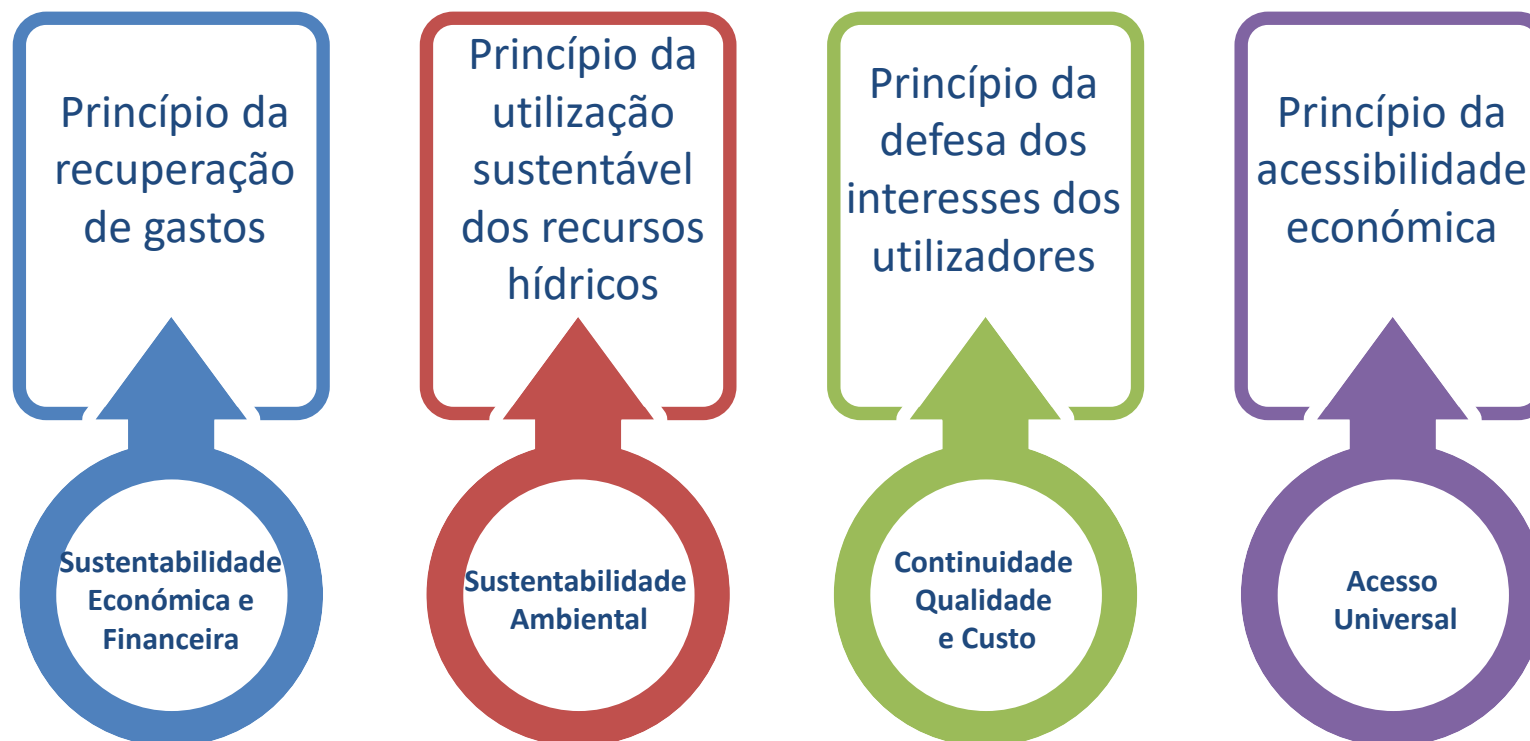 Princípio da
recuperação
de gastos
Princípio da
utilização
sustentável
dos recursos
hídricos
Princípio da
defesa dos
interesses dos
utilizadores
Princípio da
acessibilidade
económica
Sustentabilidade
Económica e
Financeira
Sustentabilidade
Ambiental
Continuidade
Qualidade
e Custo
Acesso
Universal